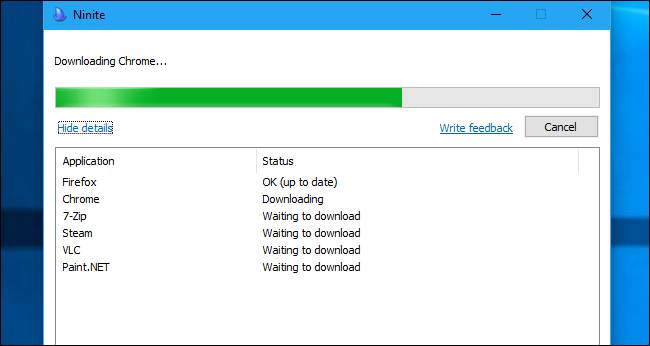 Ninite
Downloading Chrome...
Hide details
Write feedback
Cancel
Application Status
Firefox OK (up to date)
Chrome Downloading
7-Zip Waiting to download
Steam Waiting to download
VLC Waiting to download
Paint.NET Waiting to download